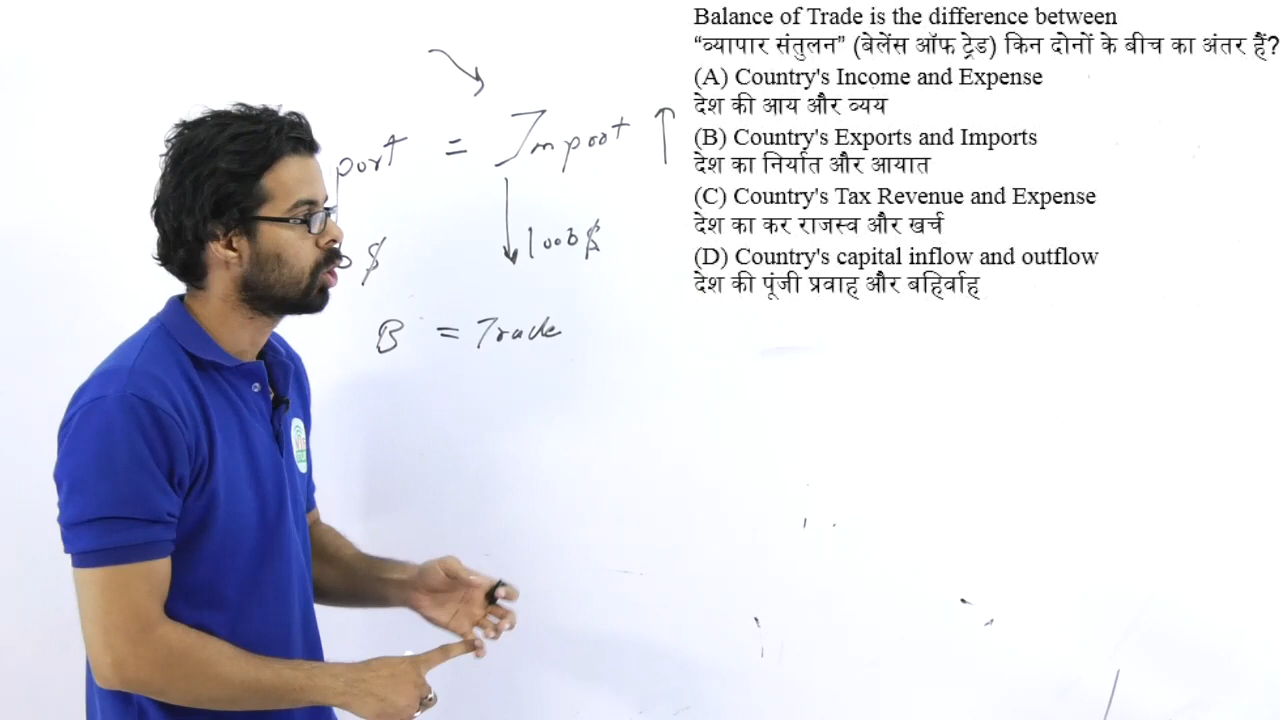 Balance of Trade is the difference between
“व्यापार संतुलन” (बेलेंस ऑफ ट्रेड) किन दोनों के बीच का अंतर हैं?
(A) Country's Income and Expense
देश की आय और व्यय
(B) Country's Exports and Imports
देश का निर्यात और आयात
(C) Country's Tax Revenue and Expense
देश का कर राजस्व और खर्च
(D) Country's capital inflow and outflow
देश की पूंजी प्रवाह और बहिर्वाह
port = Import
$
B = Trade